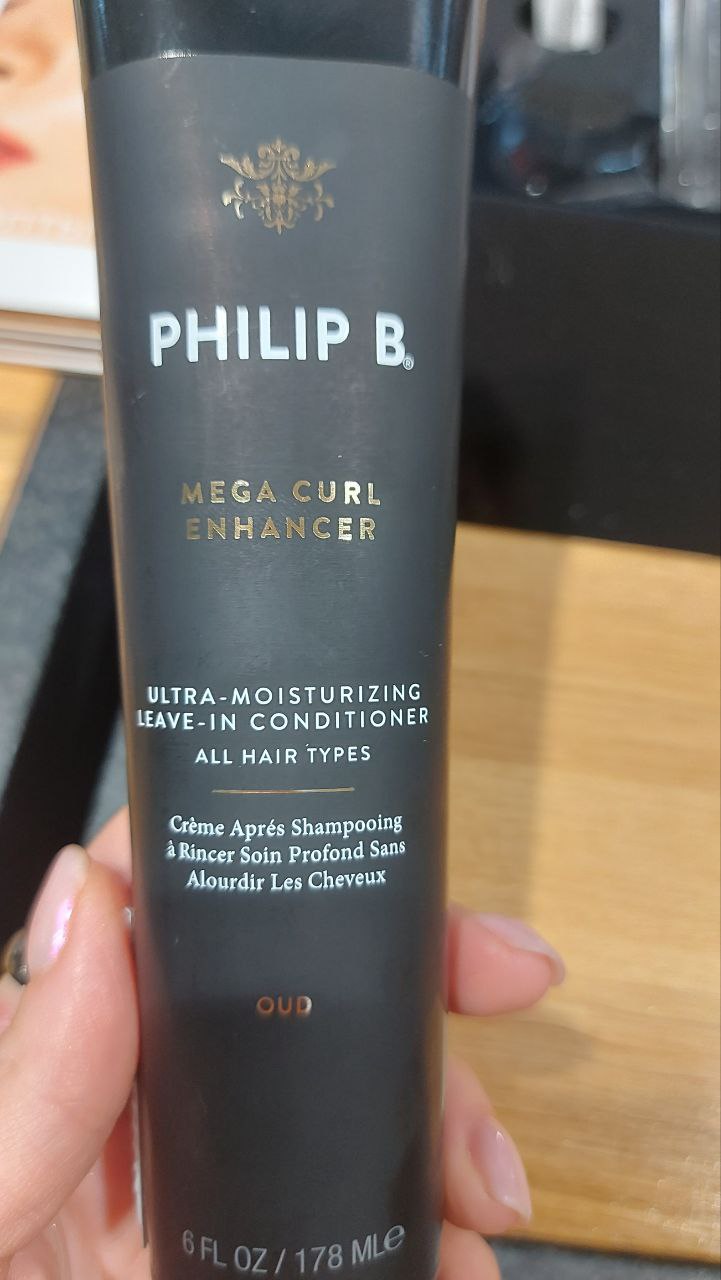 PHILIP B.®
MEGA CURL
ENHANCER
ULTRA-MOISTURIZING
LEAVE-IN CONDITIONER
ALL HAIR TYPES
Crème Aprés Shampooing
à Rincer Soin Profond Sans
Alourdir Les Cheveux
OUD
6 FL OZ / 178 ML℮